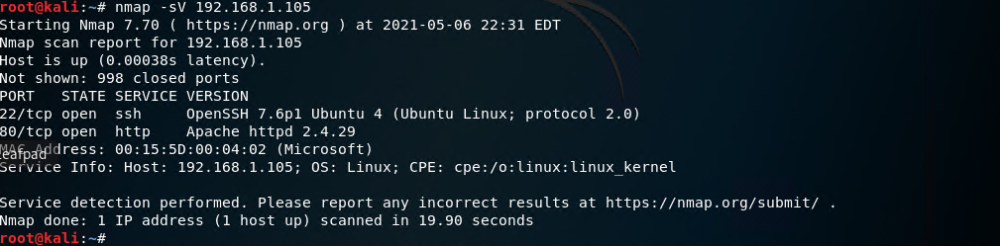 root@kali:~# nmap -sV 192.168.1.105
Starting Nmap 7.70 ( https://nmap.org ) at 2021-05-06 22:31 EDT
Nmap scan report for 192.168.1.105
Host is up (0.00038s latency).
Not shown: 998 closed ports
PORT   STATE SERVICE VERSION
22/tcp open  ssh     OpenSSH 7.6p1 Ubuntu 4 (Ubuntu Linux; protocol 2.0)
80/tcp open  http    Apache httpd 2.4.29
MAC Address: 00:15:5D:00:04:02 (Microsoft)
eafpad
Service Info: Host: 192.168.1.105; OS: Linux; CPE: cpe:/o:linux:linux_kernel
Service detection performed. Please report any incorrect results at https://nmap.org/submit/ .
Nmap done: 1 IP address (1 host up) scanned in 19.90 seconds
root@kali:~#